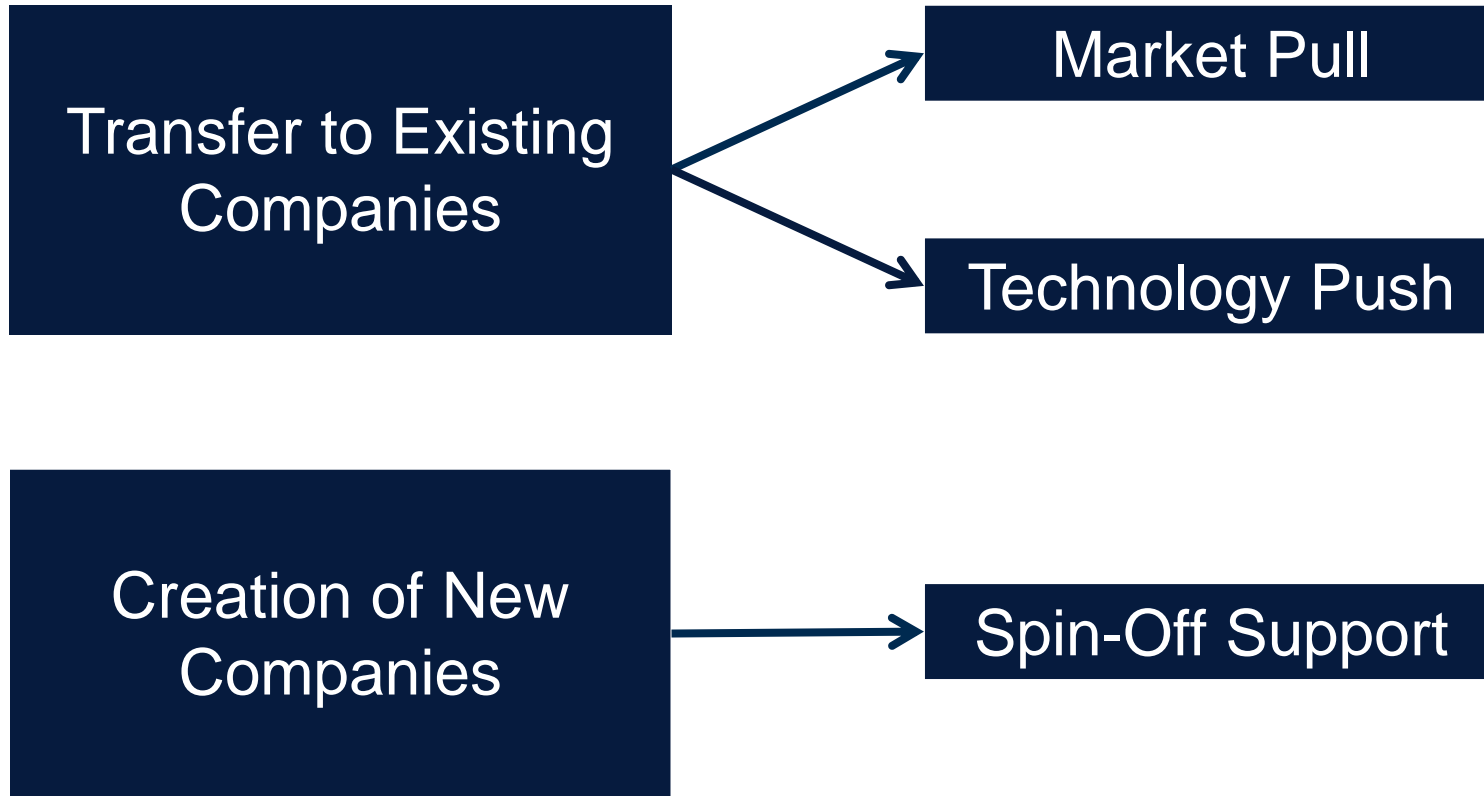 Transfer to Existing
Companies
Market Pull
Technology Push
Creation of New
Companies
Spin-Off Support